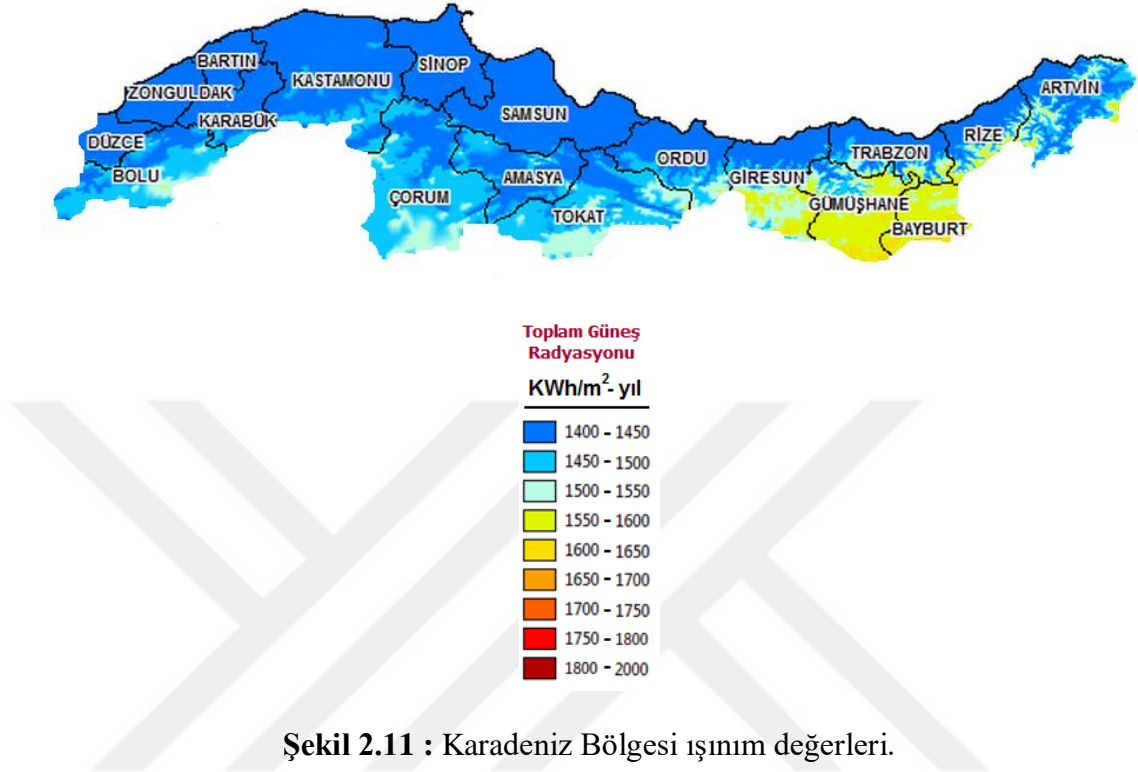 BARTIN
SİNOP
KASTAMONU
ARTVİN
ZONGULDAK
SAMSUN
KARABÜK
RİZE
DÜZCE
TRABZON
ORDU
BOLU
AMASYA
GİRESUN
ÇORUM
GÜMÜŞHANE
TOKAT
BAYBURT
Toplam Güneş
Radyasyonu
KWh/m²- yıl
1400 - 1450
1450 - 1500
1500 - 1550
1550 - 1600
1600 - 1650
1650 - 1700
1700 - 1750
1750 - 1800
1800 - 2000
Şekil 2.11 : Karadeniz Bölgesi ışınım değerleri.